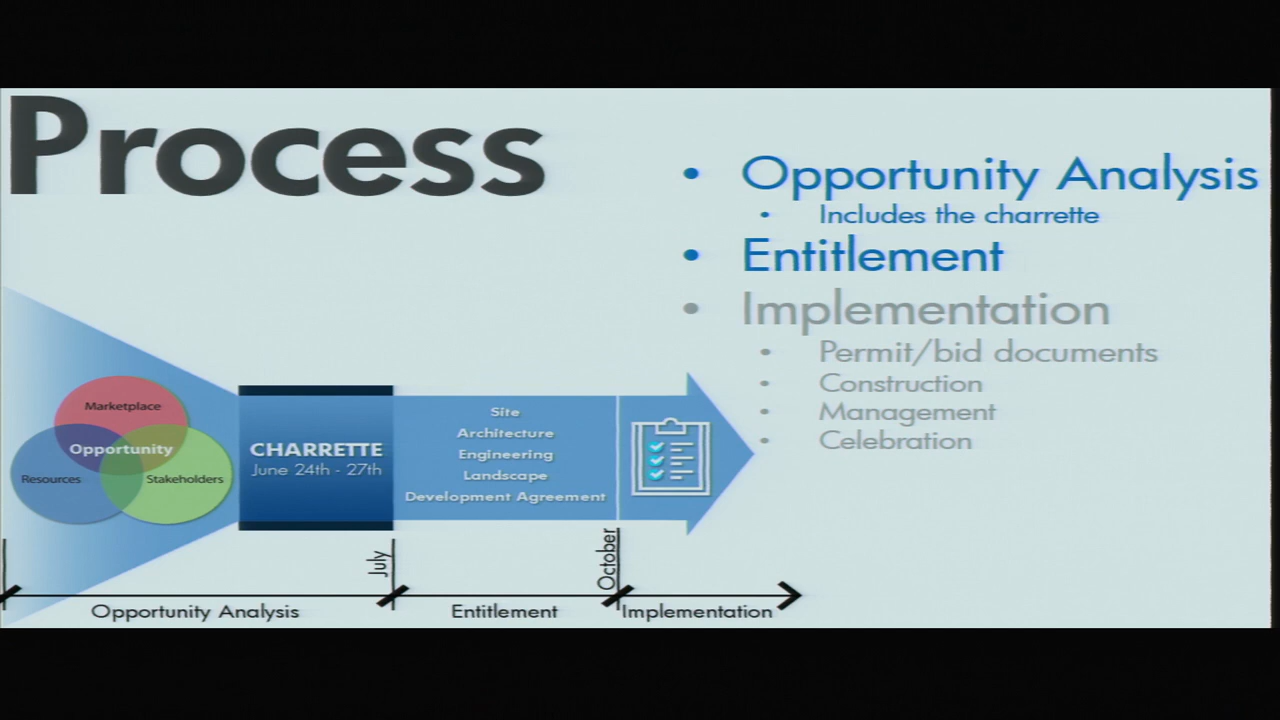 Process
• Opportunity Analysis
• Includes the charrette
• Entitlement
• Implementation
• Permit/bid documents
• Construction
• Management
• Celebration
Marketplace
Opportunity
Resources
Stakeholders
CHARRETTE
June 24th - 27th
Site
Architecture
Engineering
Landscape
Development Agreement
July
October
Opportunity Analysis
Entitlement
Implementation